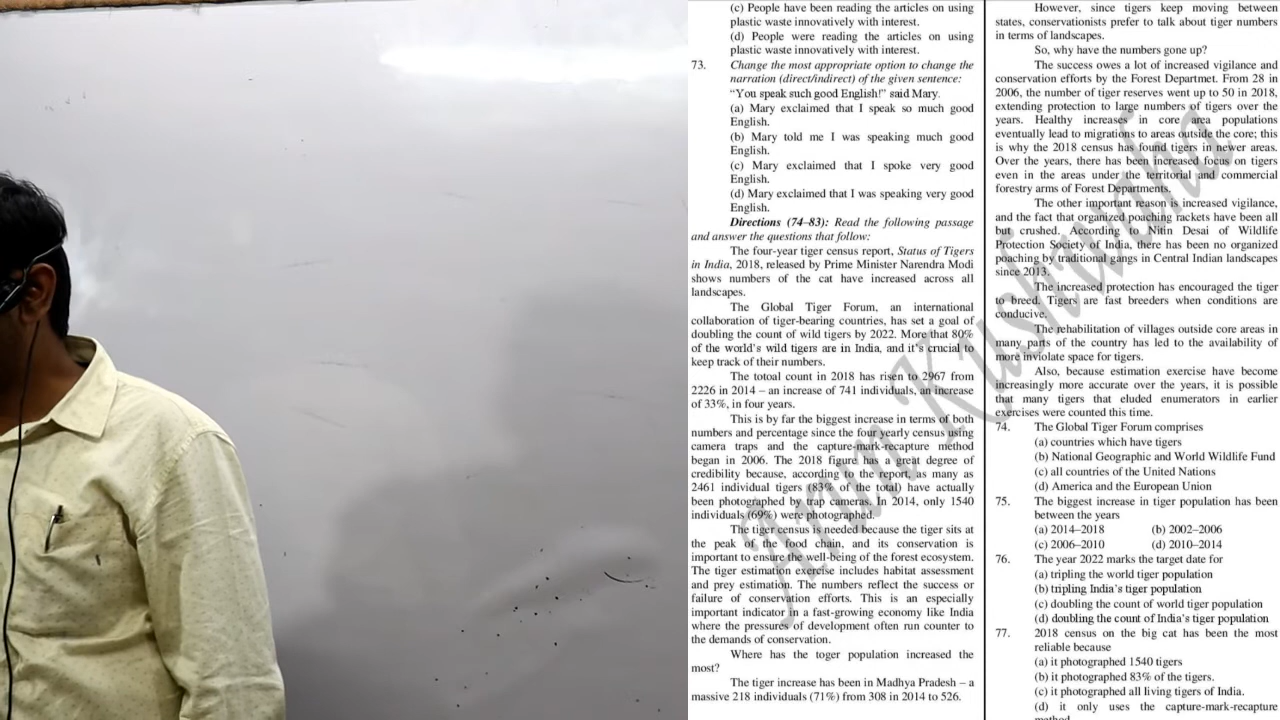 (c) People have been reading the articles on using
plastic waste innovatively with interest.
(d) People were reading the articles on using
plastic waste innovatively with interest.
73. Change the most appropriate option to change the
narration (direct/indirect) of the given sentence:
“You speak such good English!” said Mary.
(a) Mary exclaimed that I speak so much good
English.
(b) Mary told me I was speaking much good
English.
(c) Mary exclaimed that I spoke very good
English.
(d) Mary exclaimed that I was speaking very good
English.
Directions (74–83): Read the following passage
and answer the questions that follow:
The four-year tiger census report, Status of Tigers
in India, 2018, released by Prime Minister Narendra Modi
shows numbers of the cat have increased across all
landscapes.
The Global Tiger Forum, an international
collaboration of tiger-bearing countries, has set a goal of
doubling the count of wild tigers by 2022. More that 80%
of the world’s wild tigers are in India, and it’s crucial to
keep track of their numbers.
The totoal count in 2018 has risen to 2967 from
2226 in 2014 – an increase of 741 individuals, an increase
of 33%, in four years.
This is by far the biggest increase in terms of both
numbers and percentage since the four yearly census using
camera traps and the capture-mark-recapture method
began in 2006. The 2018 figure has a great degree of
credibility because, according to the report, as many as
2461 individual tigers (83% of the total) have actually
been photographed by trap cameras. In 2014, only 1540
individuals (69%) were photographed.
The tiger census is needed because the tiger sits at
the peak of the food chain, and its conservation is
important to ensure the well-being of the forest ecosystem.
The tiger estimation exercise includes habitat assessment
and prey estimation. The numbers reflect the success or
failure of conservation efforts. This is an especially
important indicator in a fast-growing economy like India
where the pressures of development often run counter to
the demands of conservation.
Where has the toger population increased the
most?
The tiger increase has been in Madhya Pradesh – a
massive 218 individuals (71%) from 308 in 2014 to 526.
However, since tigers keep moving between
states, conservationists prefer to talk about tiger numbers
in terms of landscapes.
So, why have the numbers gone up?
The success owes a lot of increased vigilance and
conservation efforts by the Forest Departmet. From 28 in
2006, the number of tiger reserves went up to 50 in 2018,
extending protection to large numbers of tigers over the
years. Healthy increases in core area populations
eventually lead to migrations to areas outside the core; this
is why the 2018 census has found tigers in newer areas.
Over the years, there has been increased focus on tigers
even in the areas under the territorial and commercial
forestry arms of Forest Departments.
The other important reason is increased vigilance,
and the fact that organized poaching rackets have been all
but crushed. According to Nitin Desai of Wildlife
Protection Society of India, there has been no organized
poaching by traditional gangs in Central Indian landscapes
since 2013.
The increased protection has encouraged the tiger
to breed. Tigers are fast breeders when conditions are
conducive.
The rehabilitation of villages outside core areas in
many parts of the country has led to the availability of
more inviolate space for tigers.
Also, because estimation exercise have become
increasingly more accurate over the years, it is possible
that many tigers that eluded enumerators in earlier
exercises were counted this time.
74. The Global Tiger Forum comprises
(a) countries which have tigers
(b) National Geographic and World Wildlife Fund
(c) all countries of the United Nations
(d) America and the European Union
75. The biggest increase in tiger population has been
between the years
(a) 2014–2018 (b) 2002–2006
(c) 2006–2010 (d) 2010–2014
76. The year 2022 marks the target date for
(a) tripling the world tiger population
(b) tripling India’s tiger population
(c) doubling the count of world tiger population
(d) doubling the count of India’s tiger population
77. 2018 census on the big cat has been the most
reliable because
(a) it photographed 1540 tigers
(b) it photographed 83% of the tigers.
(c) it photographed all living tigers of India.
(d) it only uses the capture-mark-recapture
method
Arun Kushwaha